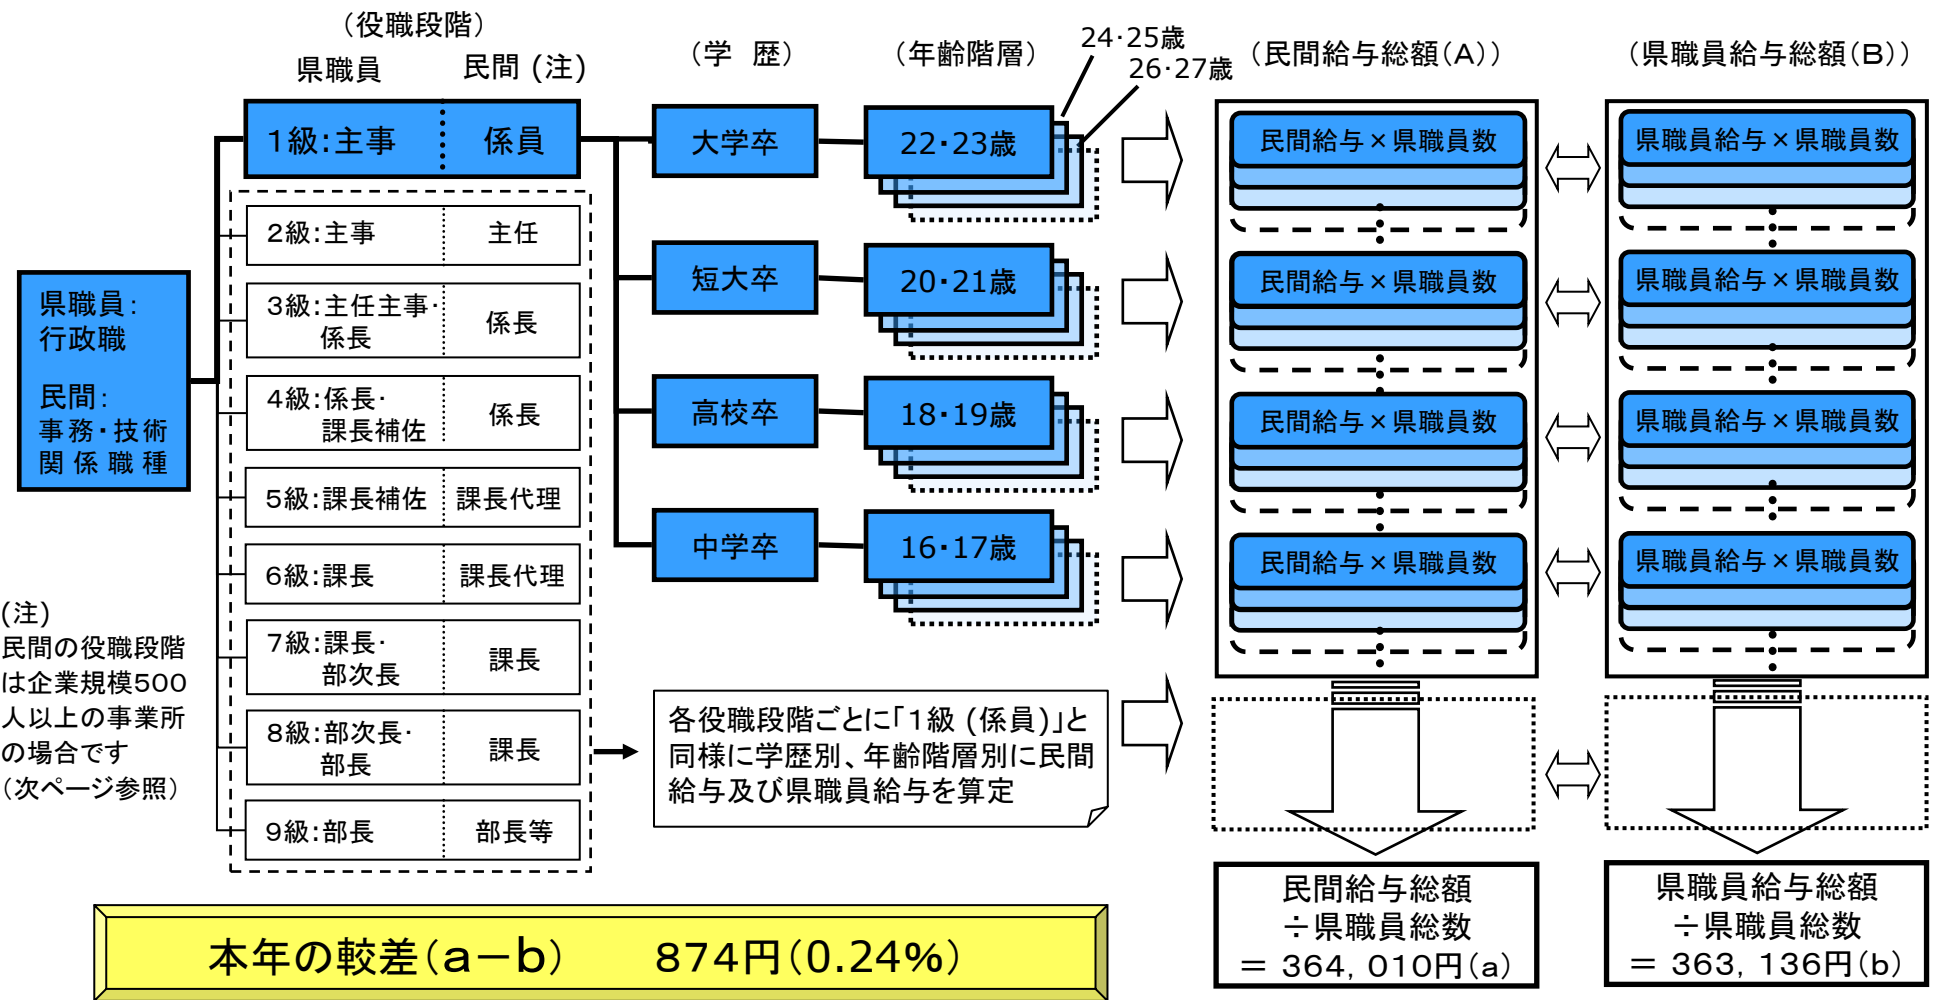 （役職段階）
県職員　民間 (注)
（学　歴）
（年齢階層）
24･25歳
26･27歳
（民間給与総額(A)）
（県職員給与総額(B)）
県職員：
行政職
民間：
事務・技術
関係職種
1級：主事　係員
2級：主事　主任
3級：主任主事・
係長　係長
4級：係長・
課長補佐　係長
5級：課長補佐　課長代理
6級：課長　課長代理
7級：課長・
部次長　課長
8級：部次長・
部長　課長
9級：部長　部長等
大学卒
22・23歳
短大卒
20・21歳
高校卒
18・19歳
中学卒
16・17歳
民間給与×県職員数
県職員給与×県職員数
民間給与×県職員数
県職員給与×県職員数
民間給与×県職員数
県職員給与×県職員数
民間給与×県職員数
県職員給与×県職員数
(注)
民間の役職段階
は企業規模500
人以上の事業所
の場合です
（次ページ参照）
各役職段階ごとに「1級 (係員)」と
同様に学歴別、年齢階層別に民間
給与及び県職員給与を算定
民間給与総額
÷県職員総数
＝ 364，010円（a）
県職員給与総額
÷県職員総数
＝ 363，136円（b）
本年の較差（a－b）　874円（0.24%）